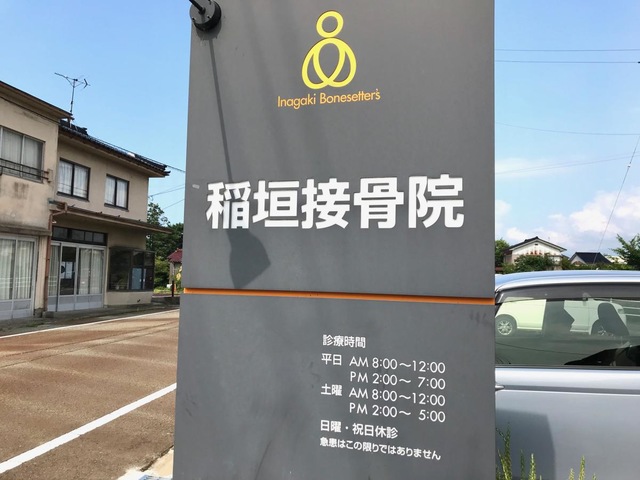 Inagaki Bonesetter's
稲垣接骨院
診療時間
平日 AM 8:00～12:00
PM 2:00～ 7:00
土曜 AM 8:00～12:00
PM 2:00～ 5:00
日曜・祝日休診
急患はこの限りではありません